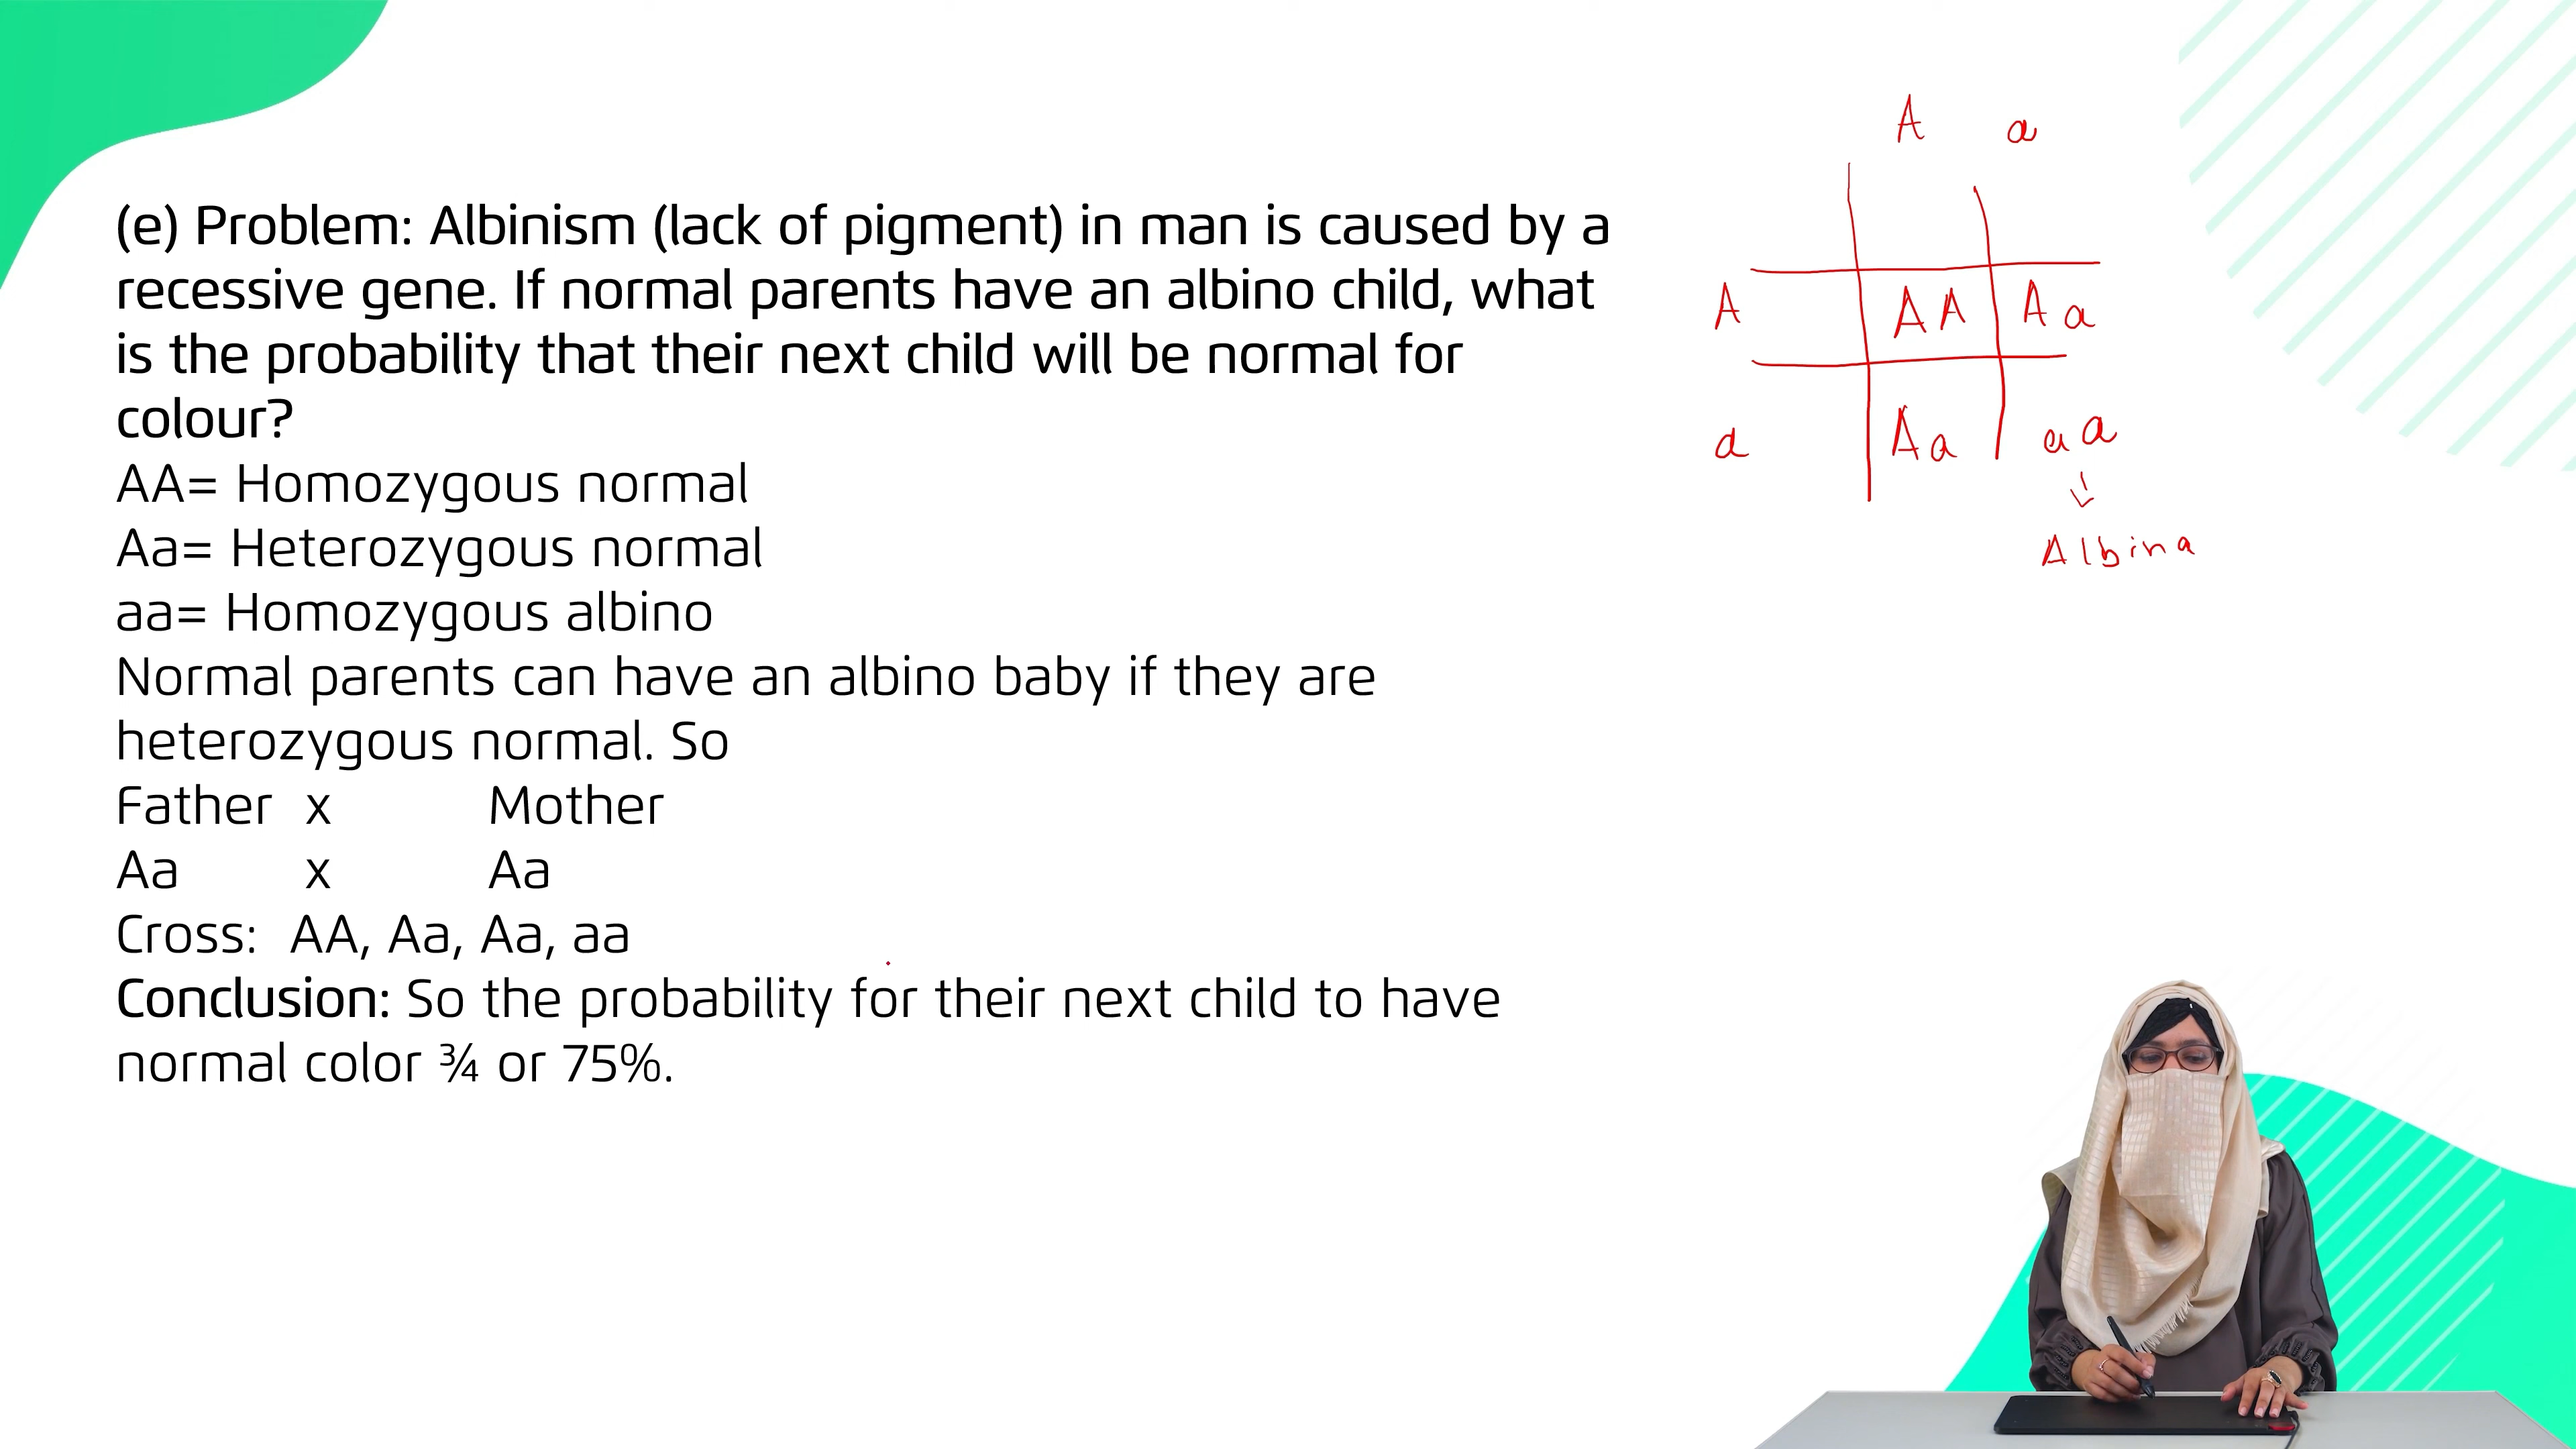 (e) Problem: Albinism (lack of pigment) in man is caused by a
recessive gene. If normal parents have an albino child, what
is the probability that their next child will be normal for
colour?
AA= Homozygous normal
Aa= Heterozygous normal
aa= Homozygous albino
Normal parents can have an albino baby if they are
heterozygous normal. So
Father x Mother
Aa x Aa
Cross: AA, Aa, Aa, aa
Conclusion: So the probability for their next child to have
normal color ¾ or 75%.
A a
A AA Aa
a Aa aa
Albina